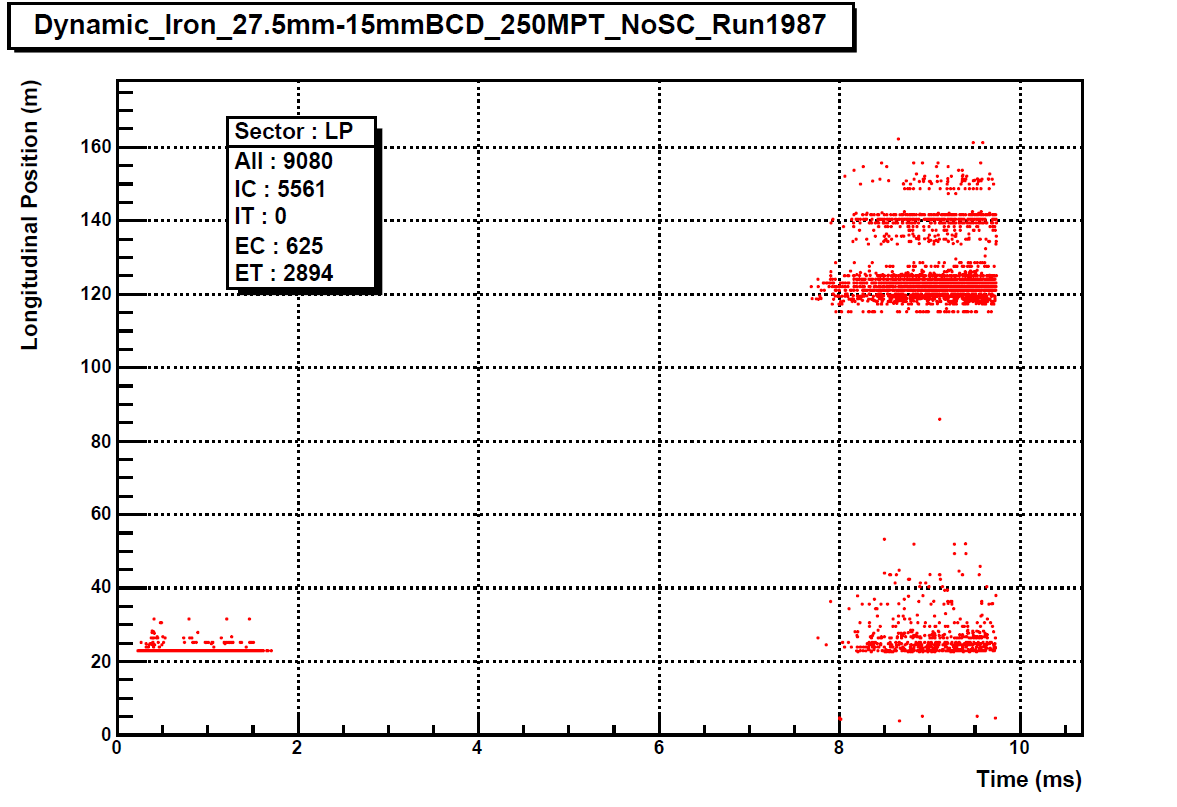 Dynamic_Iron_27.5mm-15mmBCD_250MPT_NoSC_Run1987
Longitudinal Position (m)
160
140
120
100
80
60
40
20
0
Sector : LP
All : 9080
IC : 5561
IT : 0
EC : 625
ET : 2894
0 2 4 6 8 10
Time (ms)